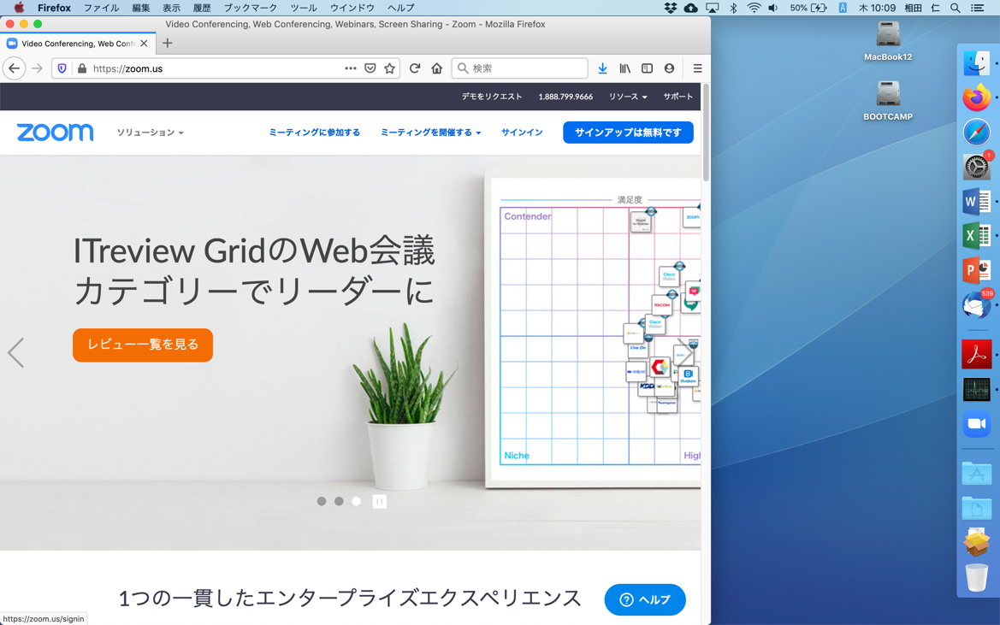 Firefox ファイル 編集 表示 履歴 ブックマーク ツール ウインドウ ヘルプ 50% A 木 10:09 相田 仁
Video Conferencing, Web Conferencing, Webinars, Screen Sharing - Zoom - Mozilla Firefox
Video Conferencing, Web Confe
https://zoom.us
検索
デモをリクエスト 1.888.799.9666 リソース サポート
zoom ソリューション ミーティングに参加する ミーティングを開催する サインイン サインアップは無料です
満足度
Contender
zoom
ITreview GridのWeb会議
カテゴリーでリーダーに
Cisco Webex
RICOH
Cisco Webex
レビュー一覧を見る
Live On
Niche
High
1つの一貫したエンタープライズエクスペリエンス
ヘルプ
https://zoom.us/signin
MacBook12
BOOTCAMP
1
W
X
P
539